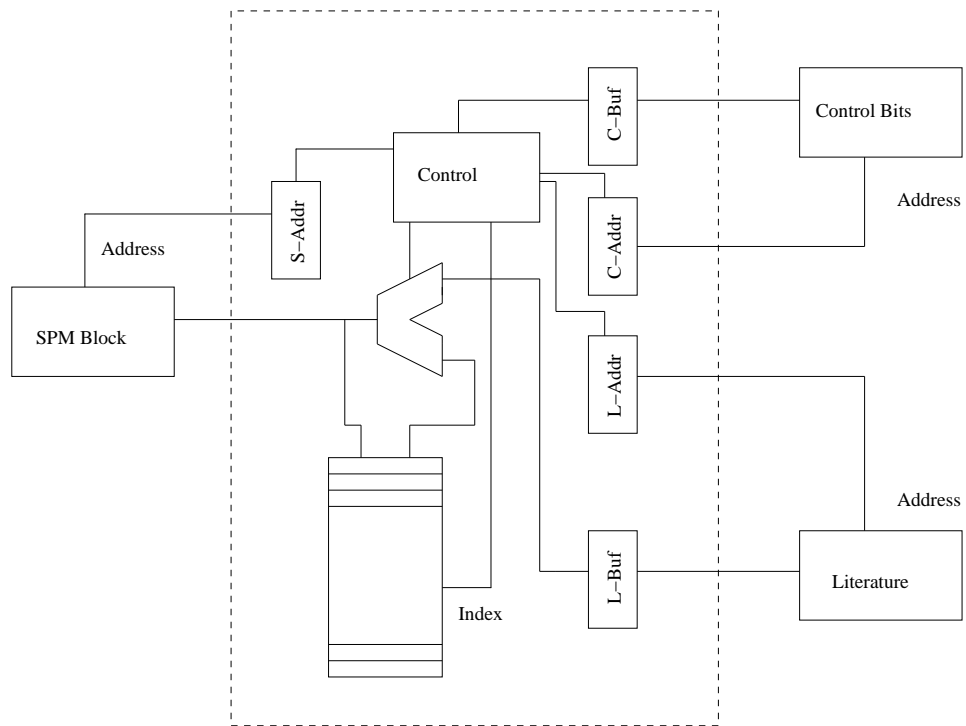 C−Buf
Control Bits
Control
S−Addr
C−Addr
Address
Address
SPM Block
L−Addr
Address
L−Buf
Literature
Index